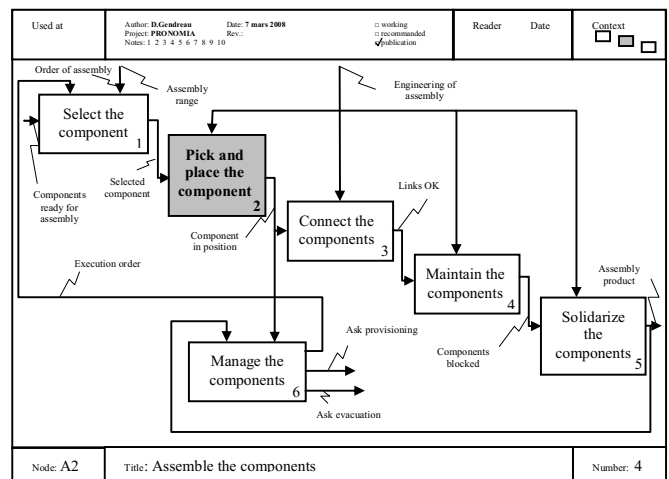 Used at
Author: D.Gendreau Date: 7 mars 2008
Project: PRONOMIA Rev.:
Notes: 1 2 3 4 5 6 7 8 9 10
□ working
□ recommanded
publication
Reader Date
Context
Order of assembly
Assembly
range
Engineering of
assembly
Select the
component
1
Pick and
place the
component
2
Components
ready for
assembly
Selected
component
Links OK
Connect the
components
3
Component
in position
Execution order
Maintain the
components
4
Assembly
product
Solidarize
the
components
5
Ask provisioning
Components
blocked
Manage the
components
6
Ask evacuation
Node: A2
Title: Assemble the components
Number: 4